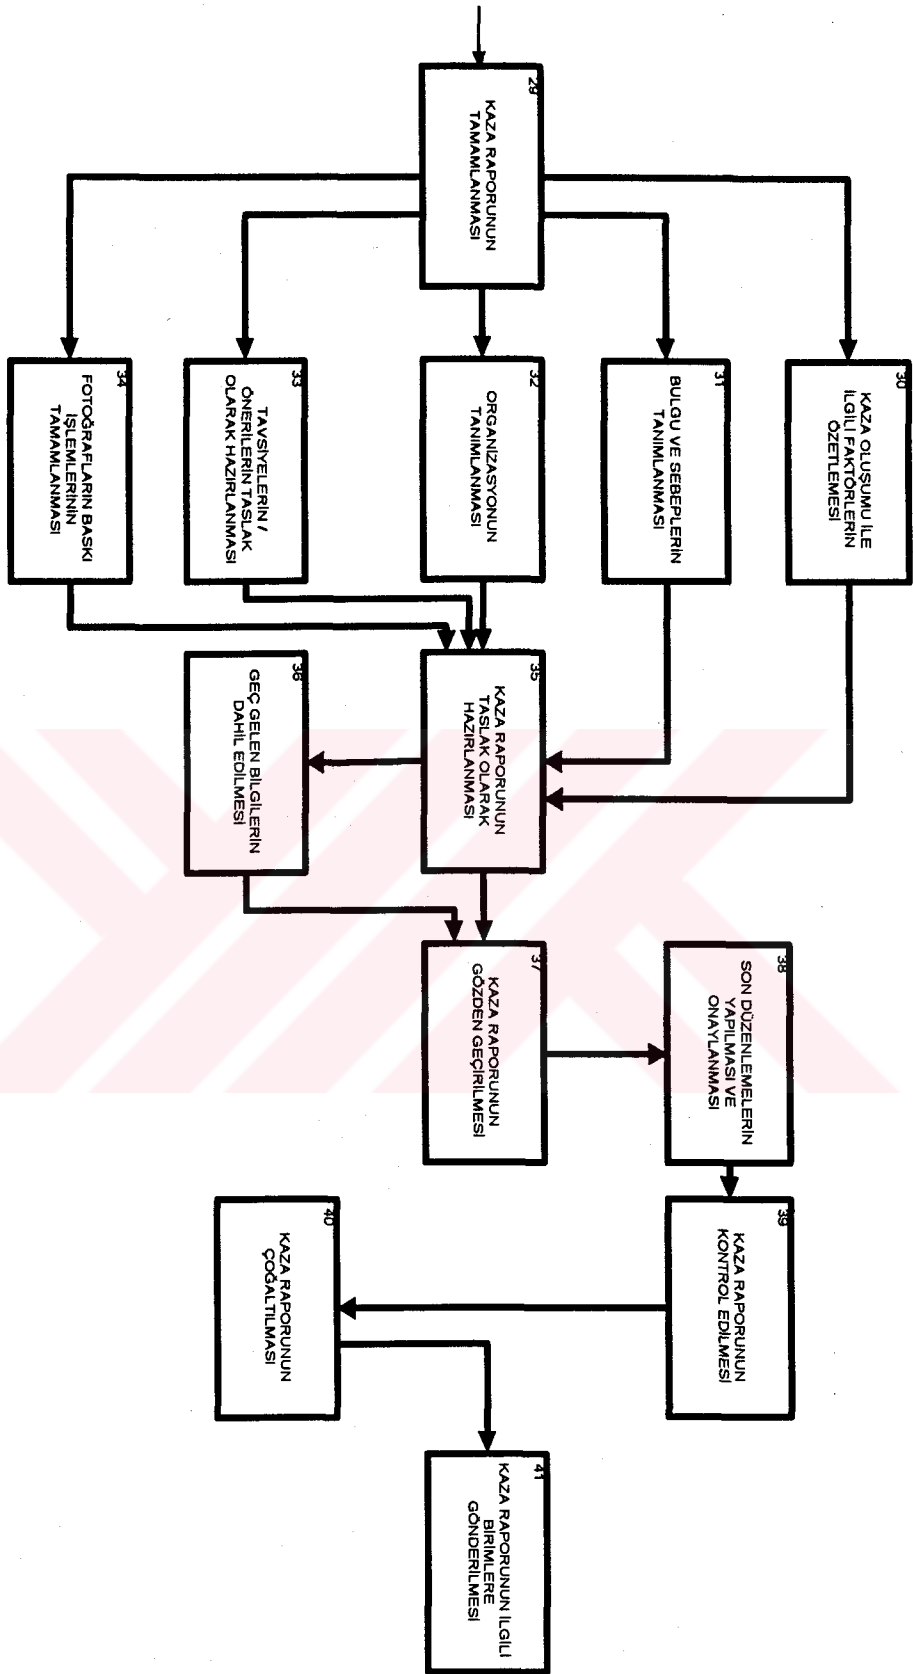 29
KAZA RAPORUNUN
TAMAMLANMASI
30
KAZA OLUŞUMU İLE
İLGİLİ FAKTÖRLERİN
ÖZETLEMESİ
31
BULGU VE SEBEPLERİN
TANIMLANMASI
32
ORGANİZASYONUN
TANIMLANMASI
33
TAVSİYELERİN /
ÖNERİLERİN TASLAK
OLARAK HAZIRLANMASI
34
FOTOĞRAFLARIN BASKI
İŞLEMLERİNİN
TAMAMLANMASI
35
KAZA RAPORUNUN
TASLAK OLARAK
HAZIRLANMASI
36
GEÇ GELEN BİLGİLERİN
DAHİL EDİLMESİ
37
KAZA RAPORUNUN
GÖZDEN GEÇİRİLMESİ
38
SON DÜZENLEMELERİN
YAPILMASI VE
ONAYLANMASI
39
KAZA RAPORUNUN
KONTROL EDİLMESİ
40
KAZA RAPORUNUN
ÇOĞALTILMASI
41
KAZA RAPORUNUN İLGİLİ
BİRİMLERE
GÖNDERİLMESİ